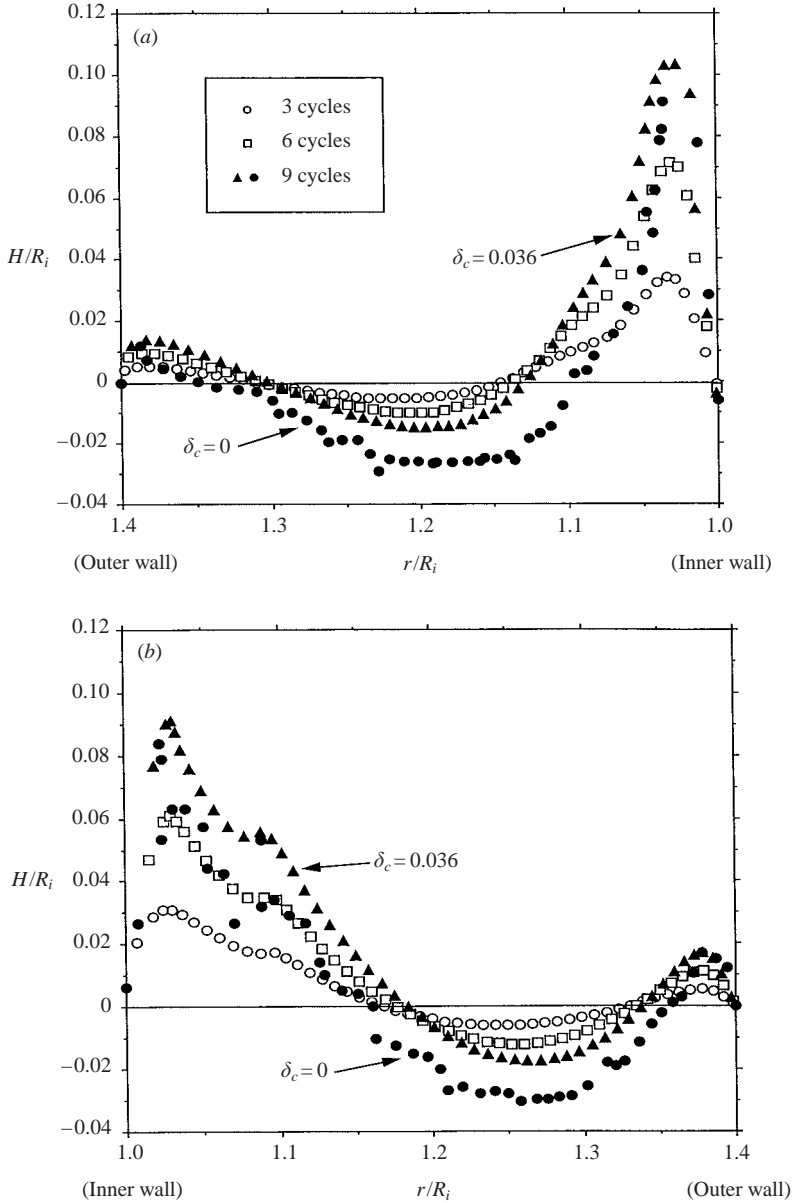 0.12
(a)
0.10
0.08
0.06
0.04
0.02
0
−0.02
−0.04
H/Rᵢ
3 cycles
6 cycles
9 cycles
δ_c = 0.036
δ_c = 0
1.4 1.3 1.2 1.1 1.0
(Outer wall) r/Rᵢ (Inner wall)
0.12
(b)
0.10
0.08
0.06
0.04
0.02
0
−0.02
−0.04
H/Rᵢ
δ_c = 0.036
δ_c = 0
1.0 1.1 1.2 1.3 1.4
(Inner wall) r/Rᵢ (Outer wall)